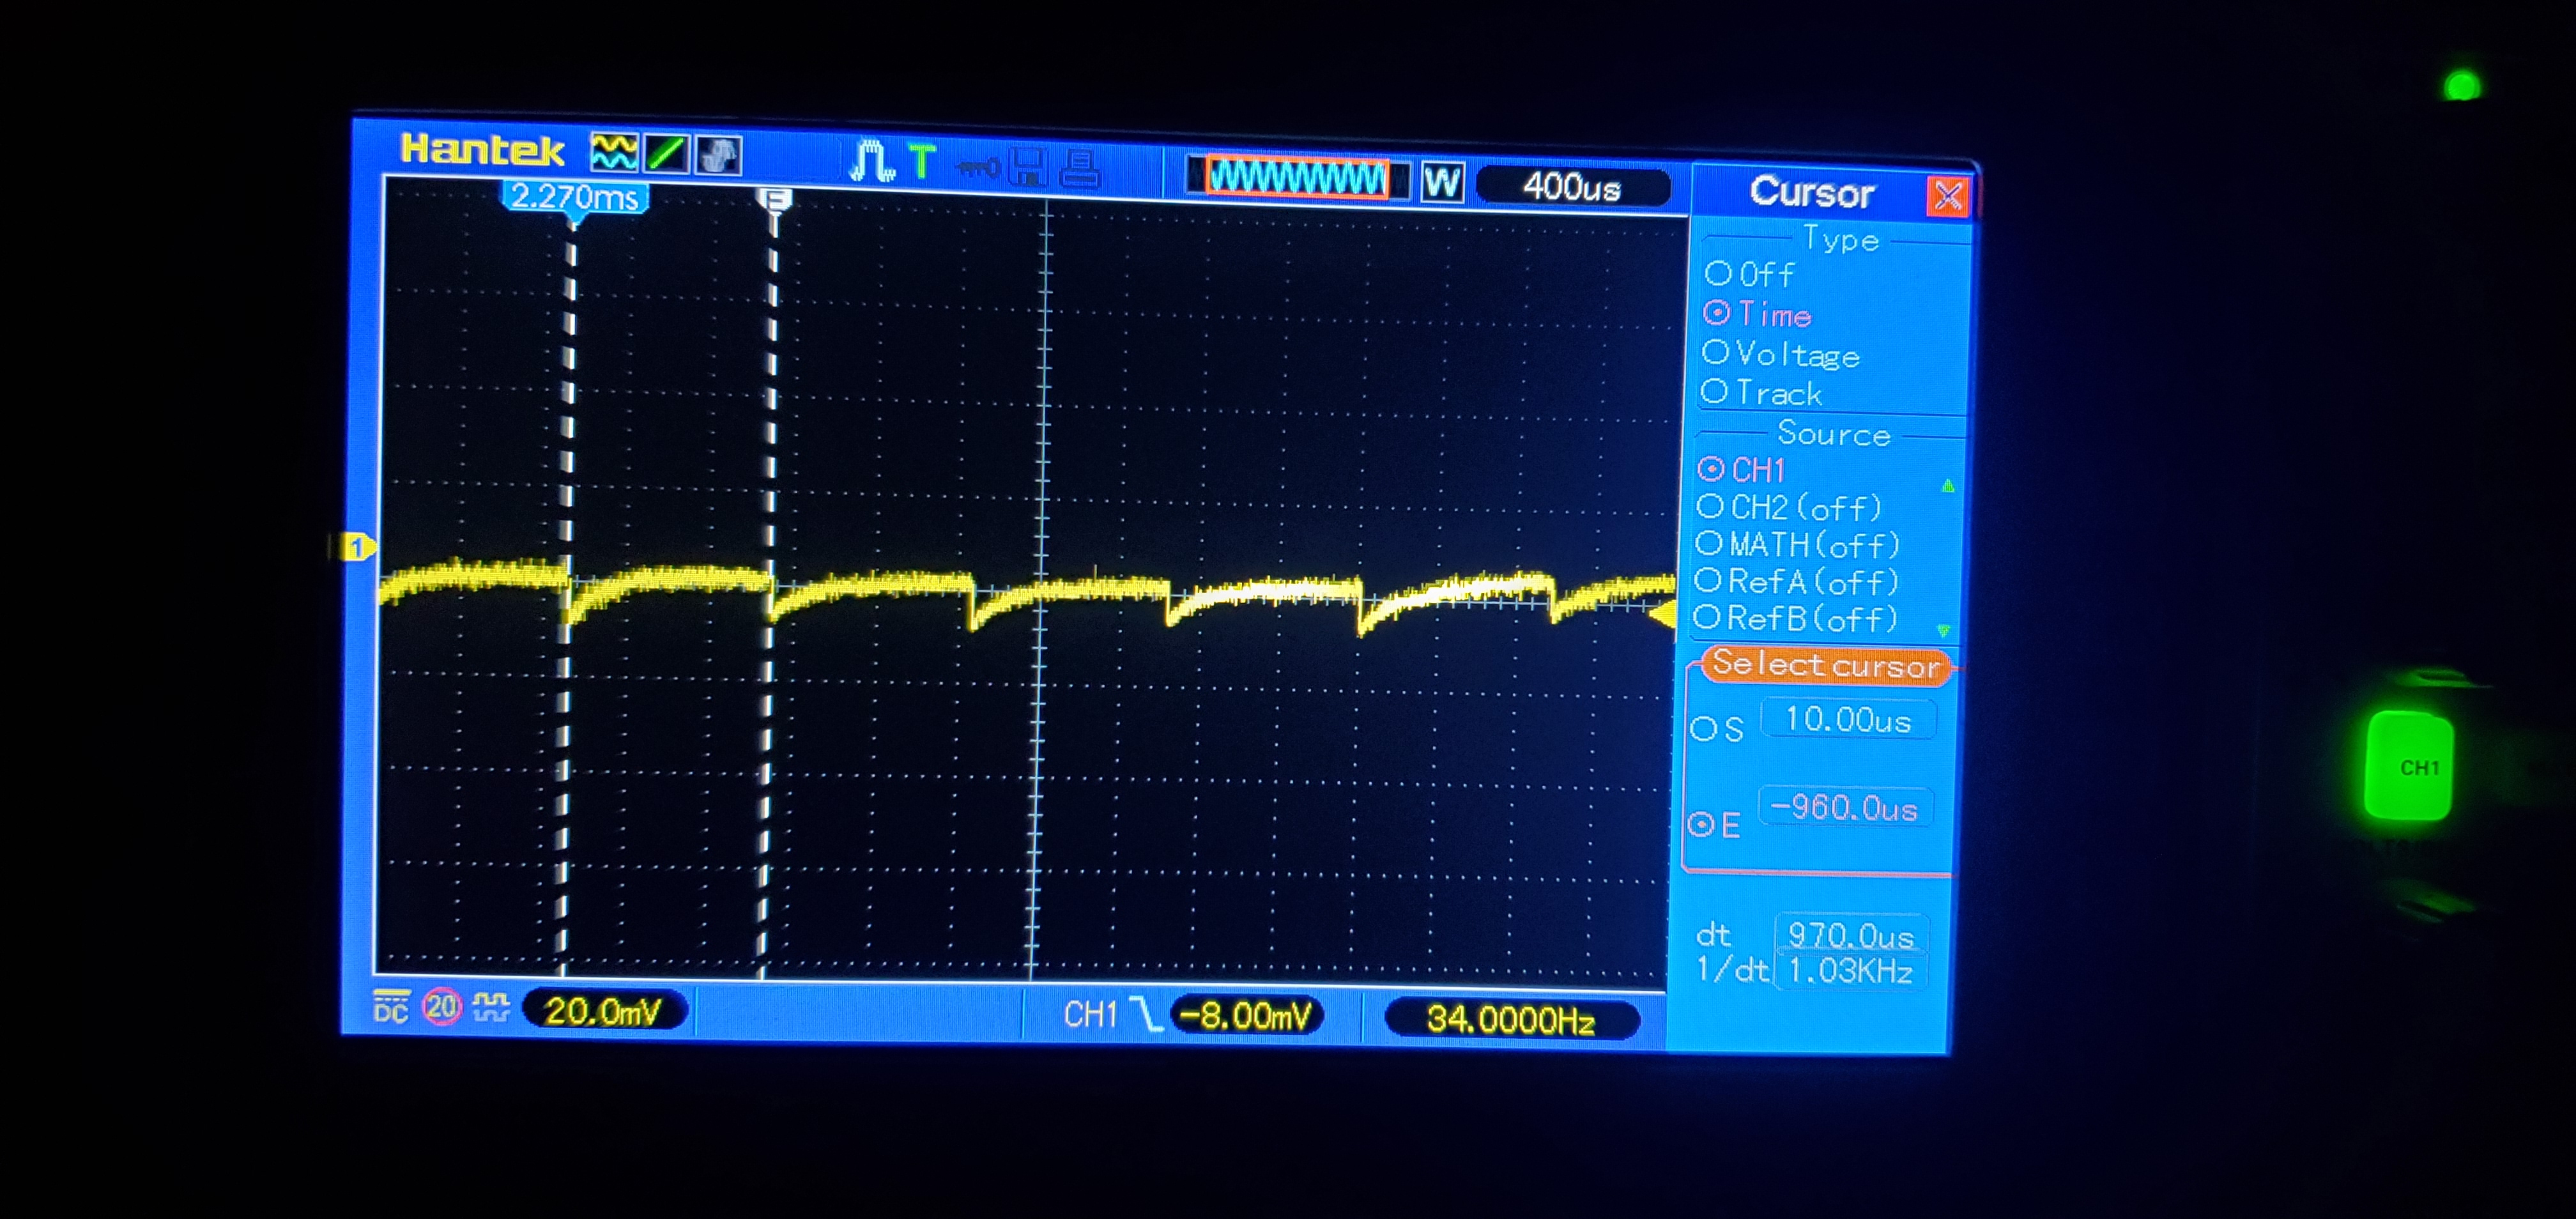 Hantek T W 400us
2.270ms E
Cursor
Type
Off
Time
Voltage
Track
Source
CH1
CH2(off)
MATH(off)
RefA(off)
RefB(off)
Select cursor
S 10.00us
E -960.0us
dt 970.0us
1/dt 1.03KHz
1
DC 20 20.0mV CH1 -8.00mV 34.0000Hz
CH1